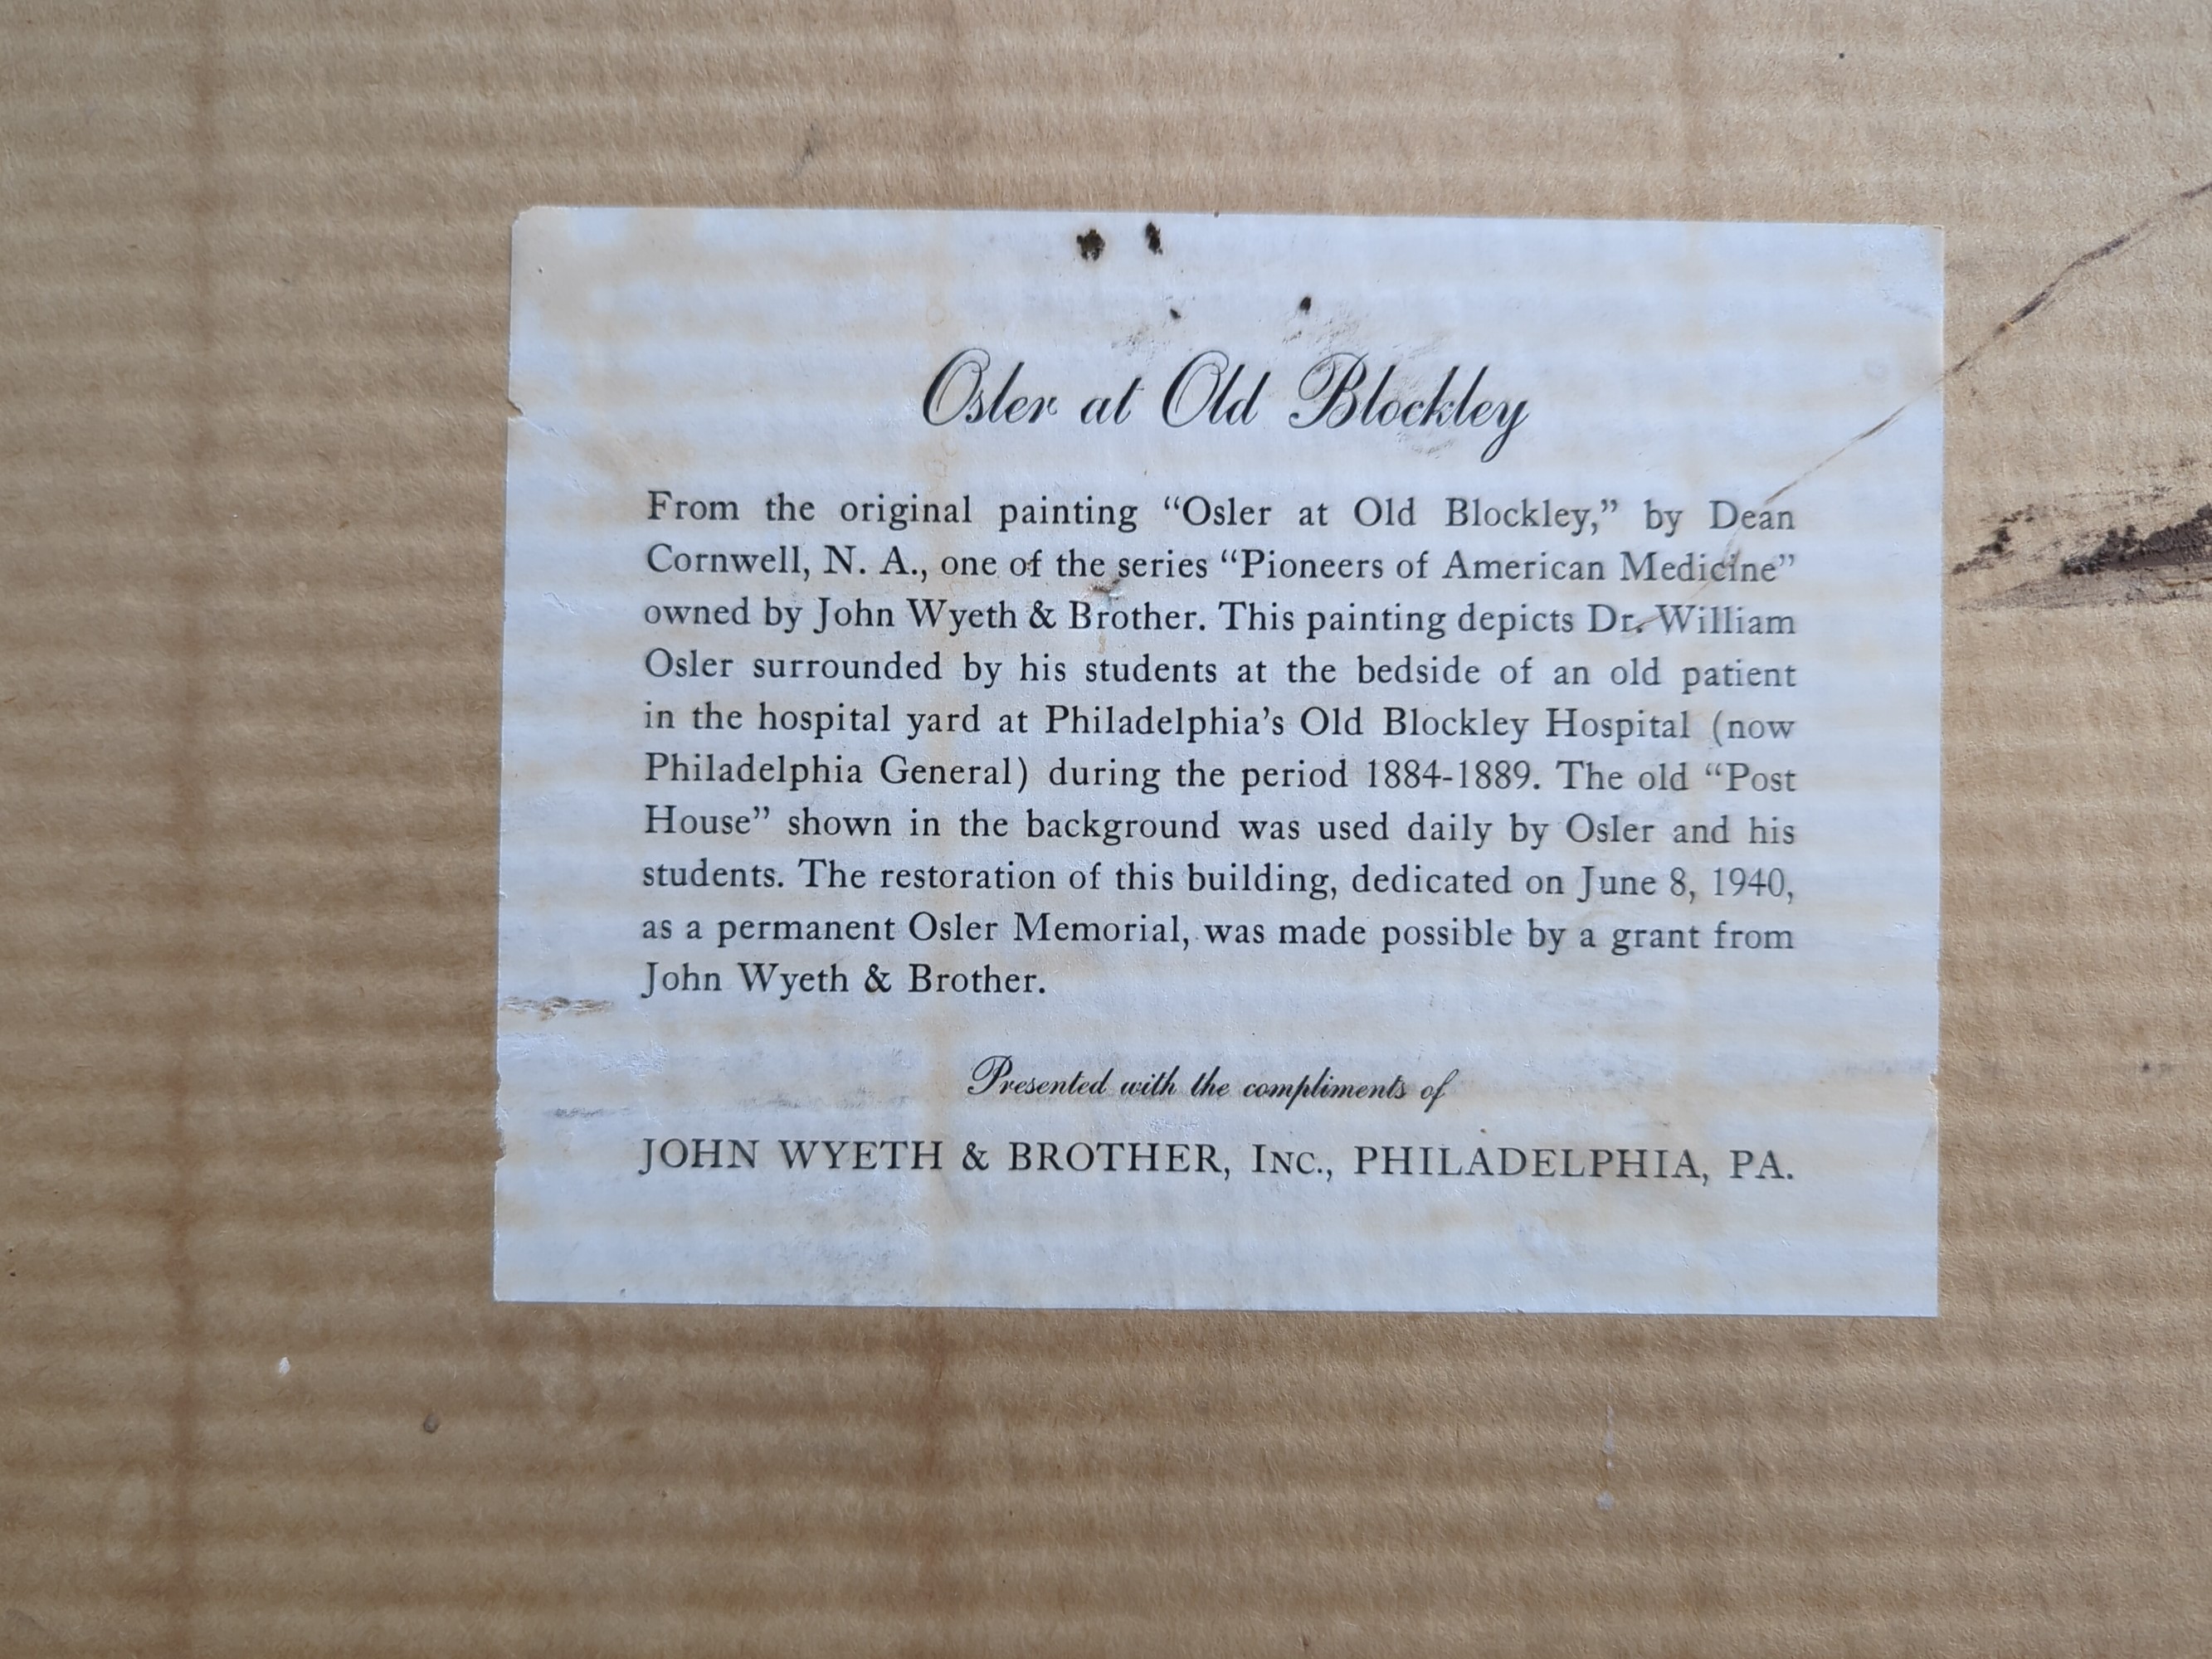 Osler at Old Blockley
From the original painting “Osler at Old Blockley,” by Dean
Cornwell, N. A., one of the series “Pioneers of American Medicine”
owned by John Wyeth & Brother. This painting depicts Dr. William
Osler surrounded by his students at the bedside of an old patient
in the hospital yard at Philadelphia’s Old Blockley Hospital (now
Philadelphia General) during the period 1884-1889. The old “Post
House” shown in the background was used daily by Osler and his
students. The restoration of this building, dedicated on June 8, 1940,
as a permanent Osler Memorial, was made possible by a grant from
John Wyeth & Brother.
Presented with the compliments of
JOHN WYETH & BROTHER, INC., PHILADELPHIA, PA.